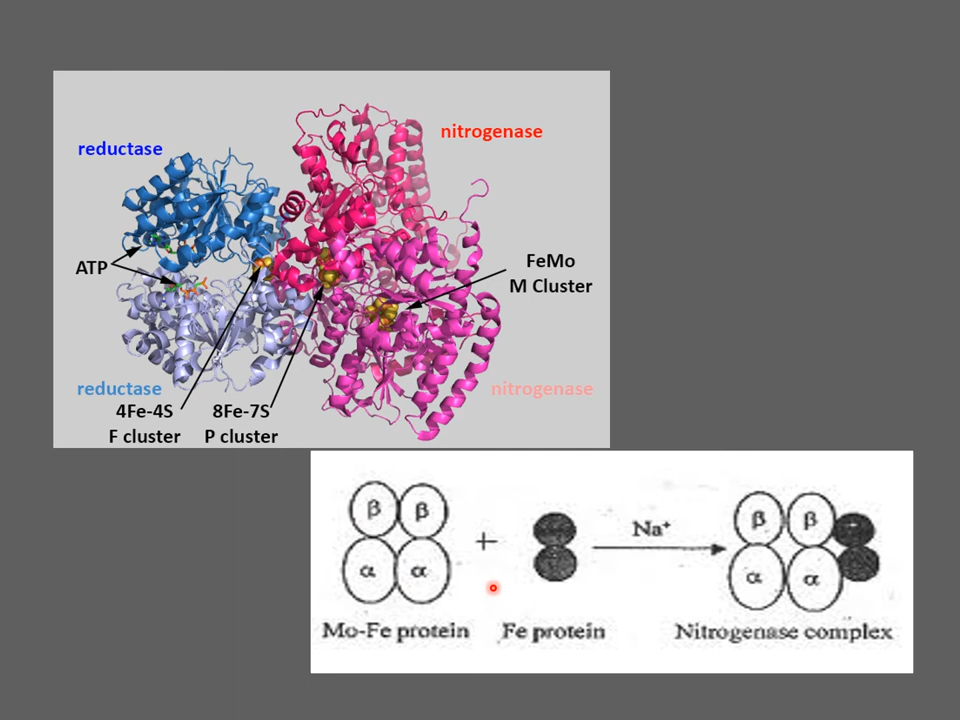 reductase
nitrogenase
ATP
FeMo
M Cluster
reductase
nitrogenase
4Fe-4S
F cluster
8Fe-7S
P cluster
β β
α α
+
Na⁺
β β
α α
Mo-Fe protein
Fe protein
Nitrogenase complex